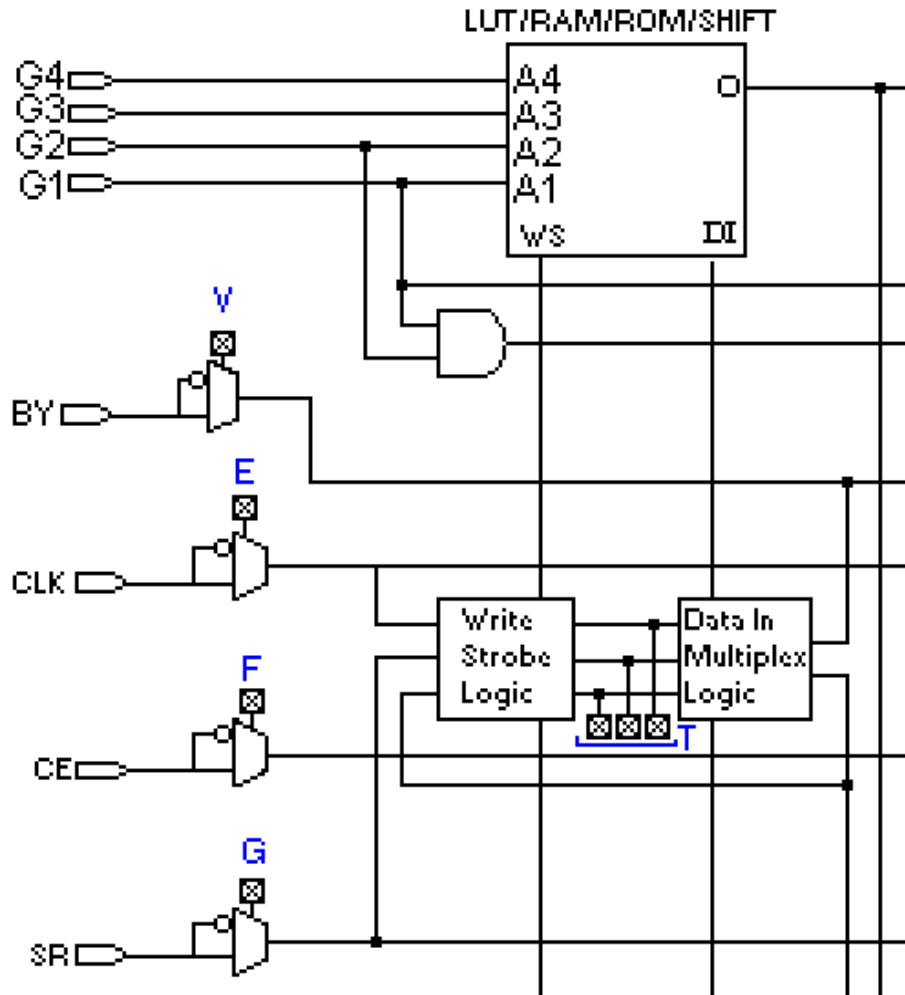 LUT/RAM/ROM/SHIFT
G4
G3
G2
G1
A4
A3
A2
A1
O
WS
DI
V
BY
E
CLK
Write
Strobe
Logic
Data In
Multiplex
Logic
T
F
CE
G
SR